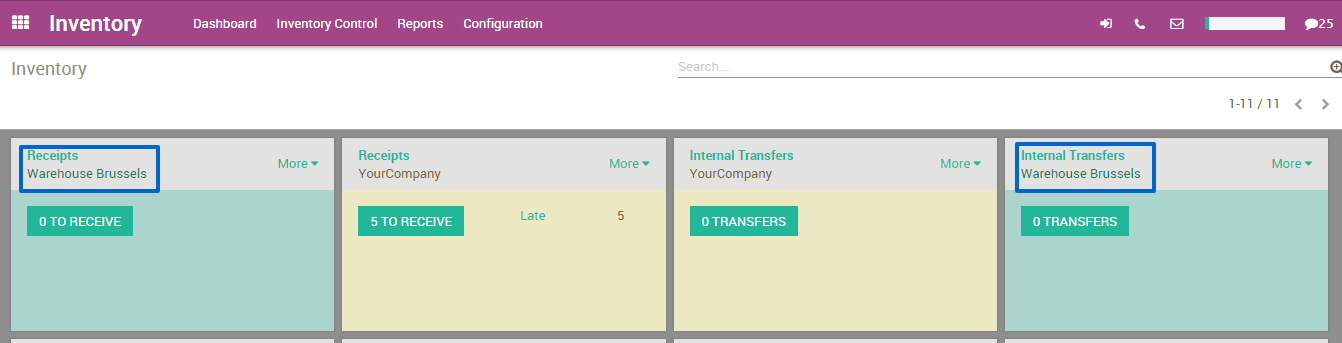 Inventory Dashboard Inventory Control Reports Configuration 25
Inventory
Search...
1-11 / 11
Receipts
Warehouse Brussels
More
0 TO RECEIVE
Receipts
YourCompany
More
5 TO RECEIVE Late 5
Internal Transfers
YourCompany
More
0 TRANSFERS
Internal Transfers
Warehouse Brussels
More
0 TRANSFERS